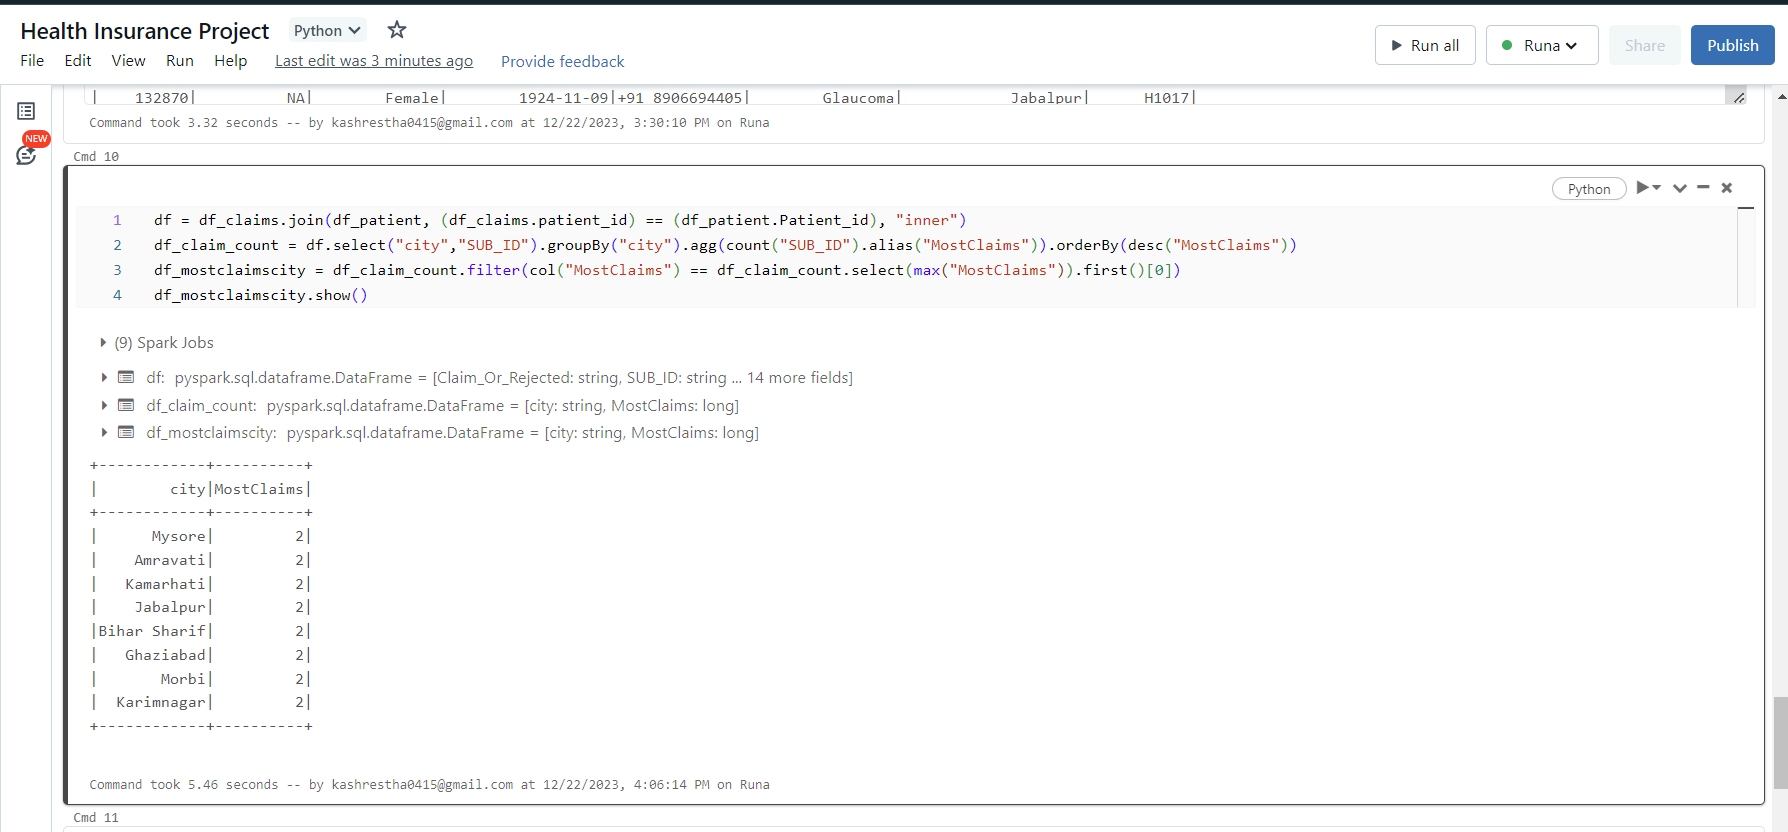 Health Insurance Project Python
Run all Runa Share Publish
File Edit View Run Help Last edit was 3 minutes ago Provide feedback
| 132870| NA| Female| 1924-11-09|+91 8906694405| Glaucoma| Jabalpur| H1017|
Command took 3.32 seconds -- by kashrestha0415@gmail.com at 12/22/2023, 3:30:10 PM on Runa
NEW
Cmd 10
Python
1 df = df_claims.join(df_patient, (df_claims.patient_id) == (df_patient.Patient_id), "inner")
2 df_claim_count = df.select("city","SUB_ID").groupBy("city").agg(count("SUB_ID").alias("MostClaims")).orderBy(desc("MostClaims"))
3 df_mostclaimscity = df_claim_count.filter(col("MostClaims") == df_claim_count.select(max("MostClaims")).first()[0])
4 df_mostclaimscity.show()
(9) Spark Jobs
df: pyspark.sql.dataframe.DataFrame = [Claim_Or_Rejected: string, SUB_ID: string ... 14 more fields]
df_claim_count: pyspark.sql.dataframe.DataFrame = [city: string, MostClaims: long]
df_mostclaimscity: pyspark.sql.dataframe.DataFrame = [city: string, MostClaims: long]
+------------+----------+
| city|MostClaims|
+------------+----------+
| Mysore| 2|
| Amravati| 2|
| Kamarhati| 2|
| Jabalpur| 2|
|Bihar Sharif| 2|
| Ghaziabad| 2|
| Morbi| 2|
| Karimnagar| 2|
+------------+----------+
Command took 5.46 seconds -- by kashrestha0415@gmail.com at 12/22/2023, 4:06:14 PM on Runa
Cmd 11